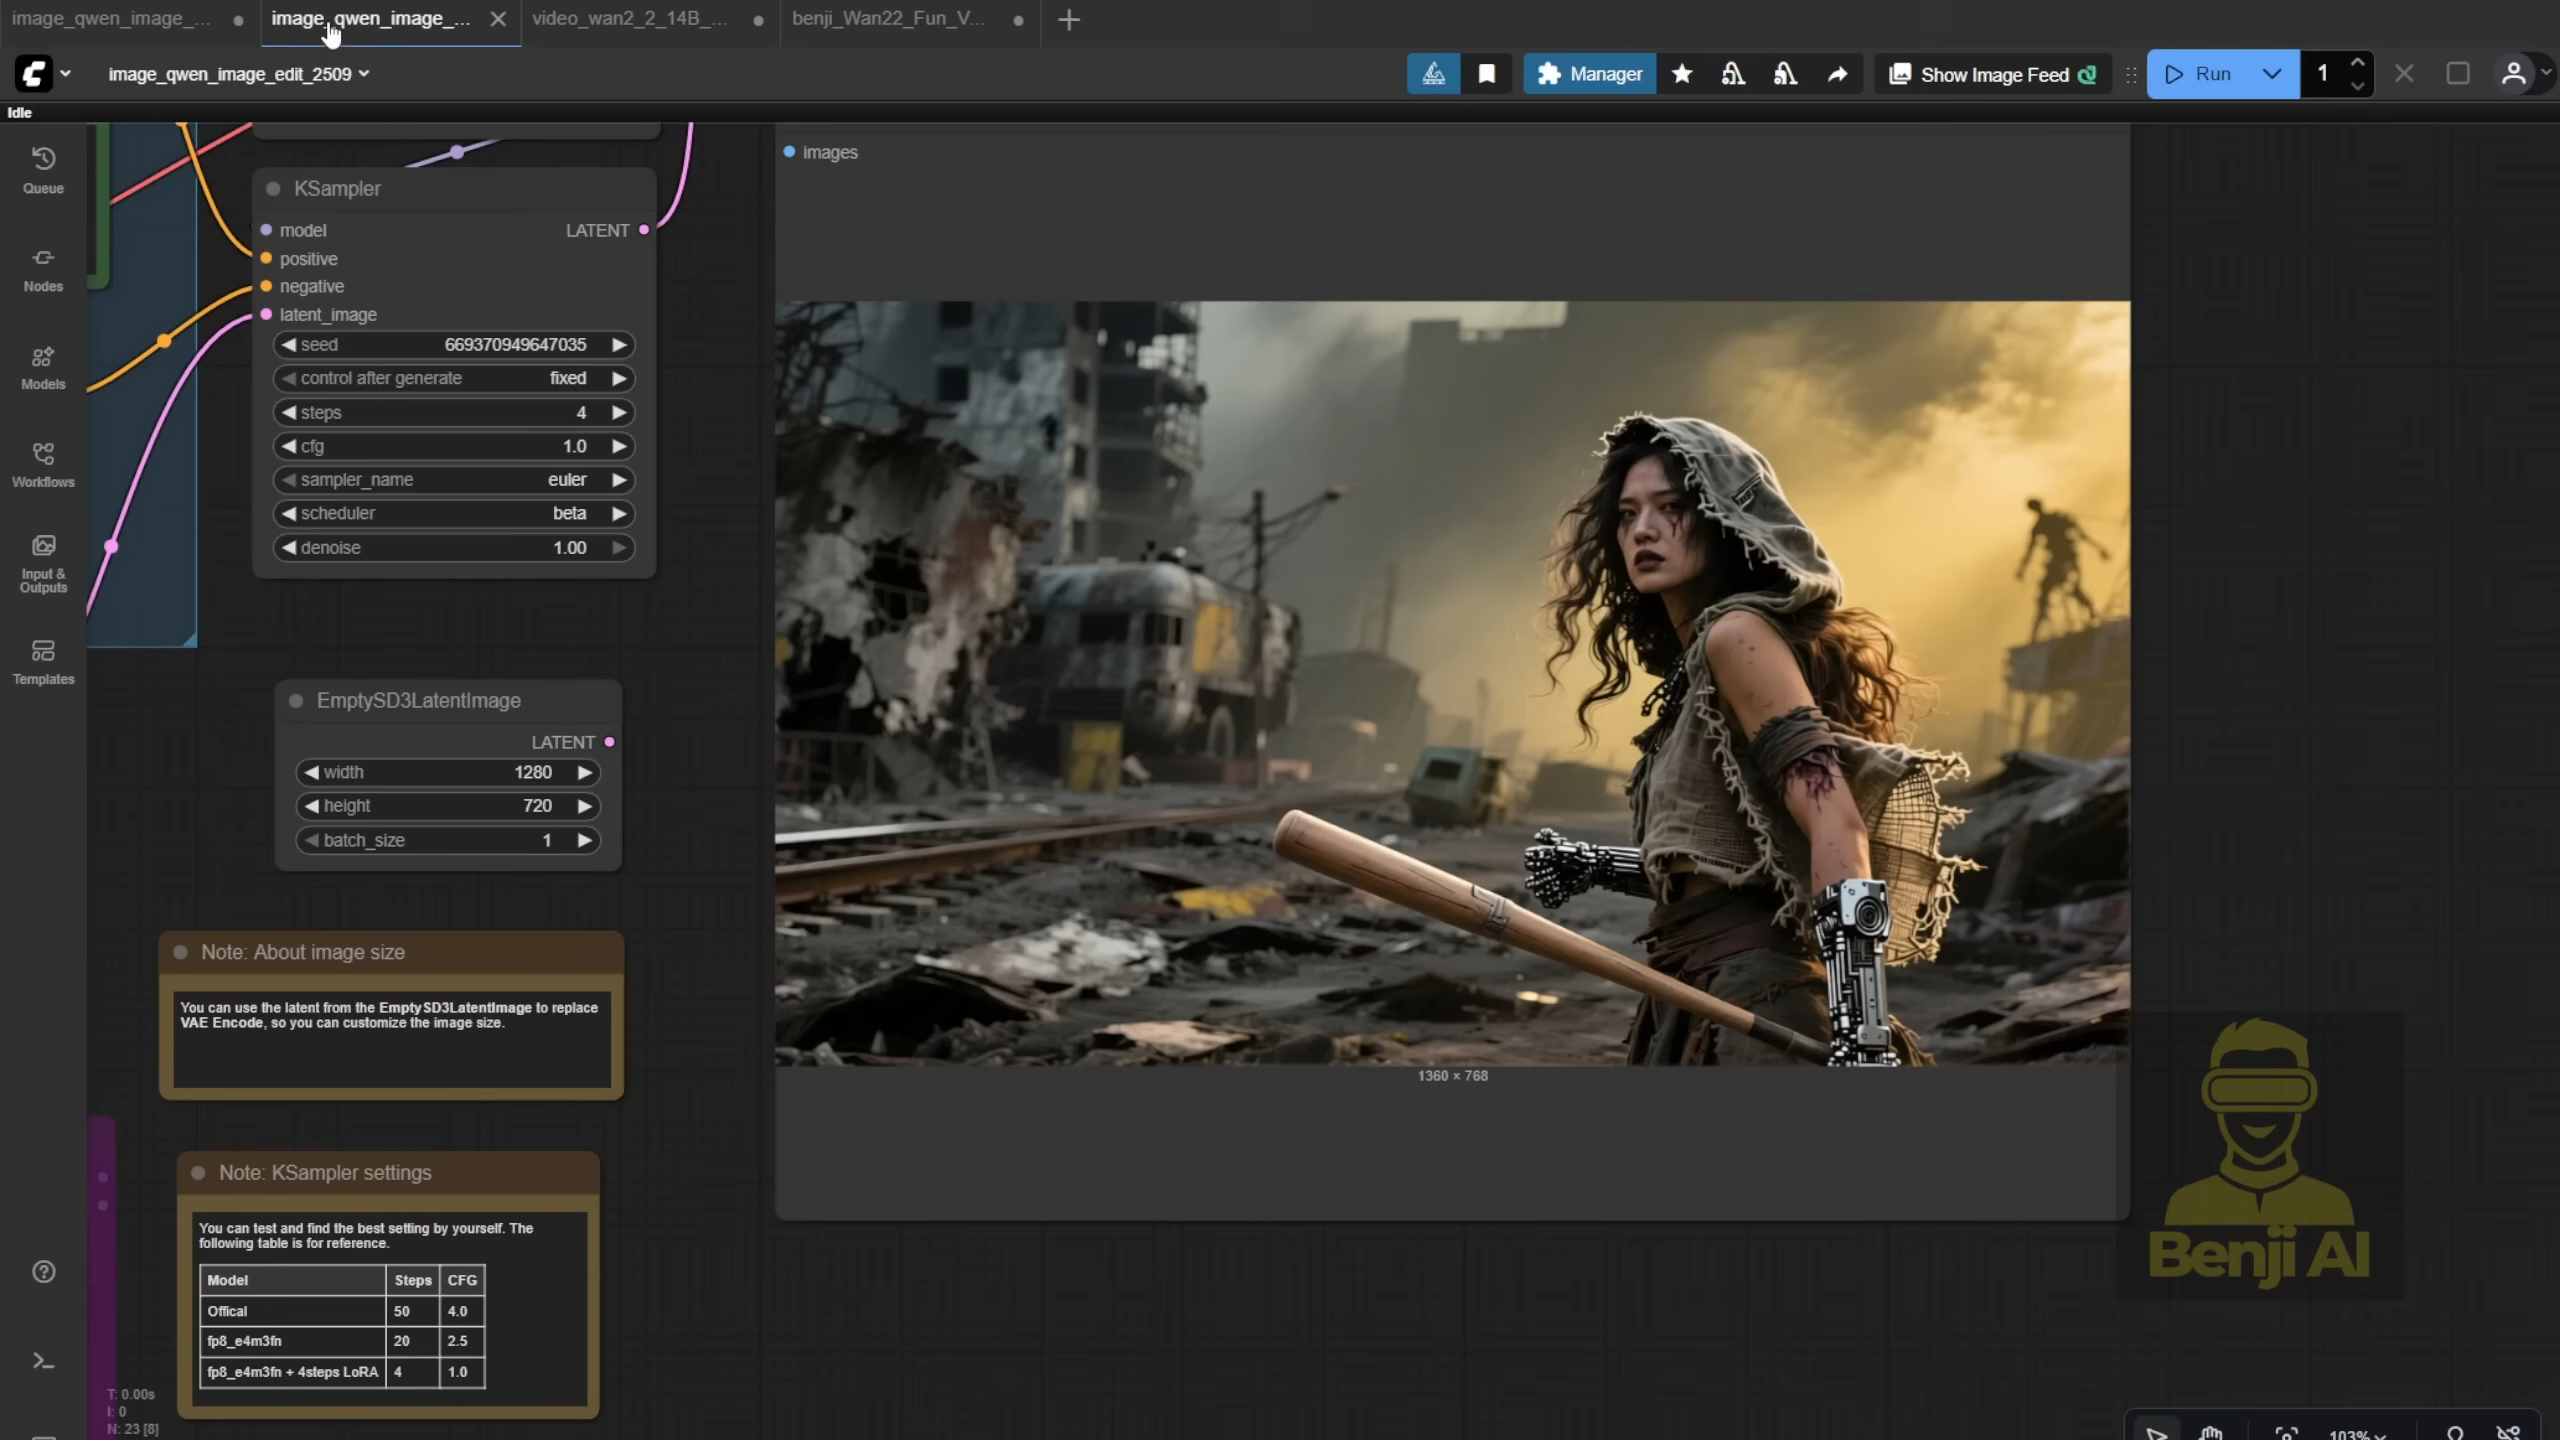 image_qwen_image_...
image_qwen_image_...
video_wan2_2_14B_...
benji_Wan22_Fun_V...
image_qwen_image_edit_2509
Manager
Show Image Feed
Run
1
Idle
Queue
Nodes
Models
Workflows
Input &
Outputs
Templates
KSampler
model
LATENT
positive
negative
latent_image
seed 669370949647035
control after generate fixed
steps 4
cfg 1.0
sampler_name euler
scheduler beta
denoise 1.00
EmptySD3LatentImage
LATENT
width 1280
height 720
batch_size 1
Note: About image size
You can use the latent from the EmptySD3LatentImage to replace
VAE Encode, so you can customize the image size.
Note: KSampler settings
You can test and find the best setting by yourself. The
following table is for reference.
Model Steps CFG
Offical 50 4.0
fp8_e4m3fn 20 2.5
fp8_e4m3fn + 4steps LoRA 4 1.0
T: 0.00s
I: 0
N: 23 [8]
images
1360 × 768
Benji AI
103%